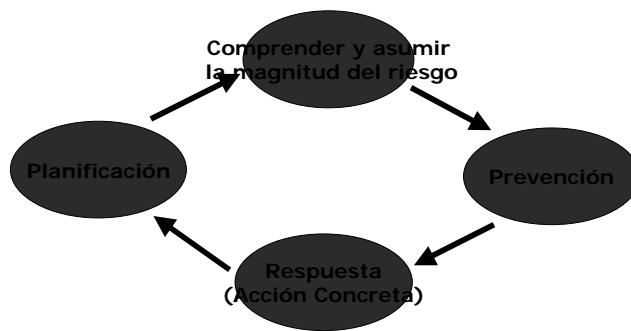 Comprender y asumir
la magnitud del riesgo
Planificación
Prevención
Respuesta
(Acción Concreta)